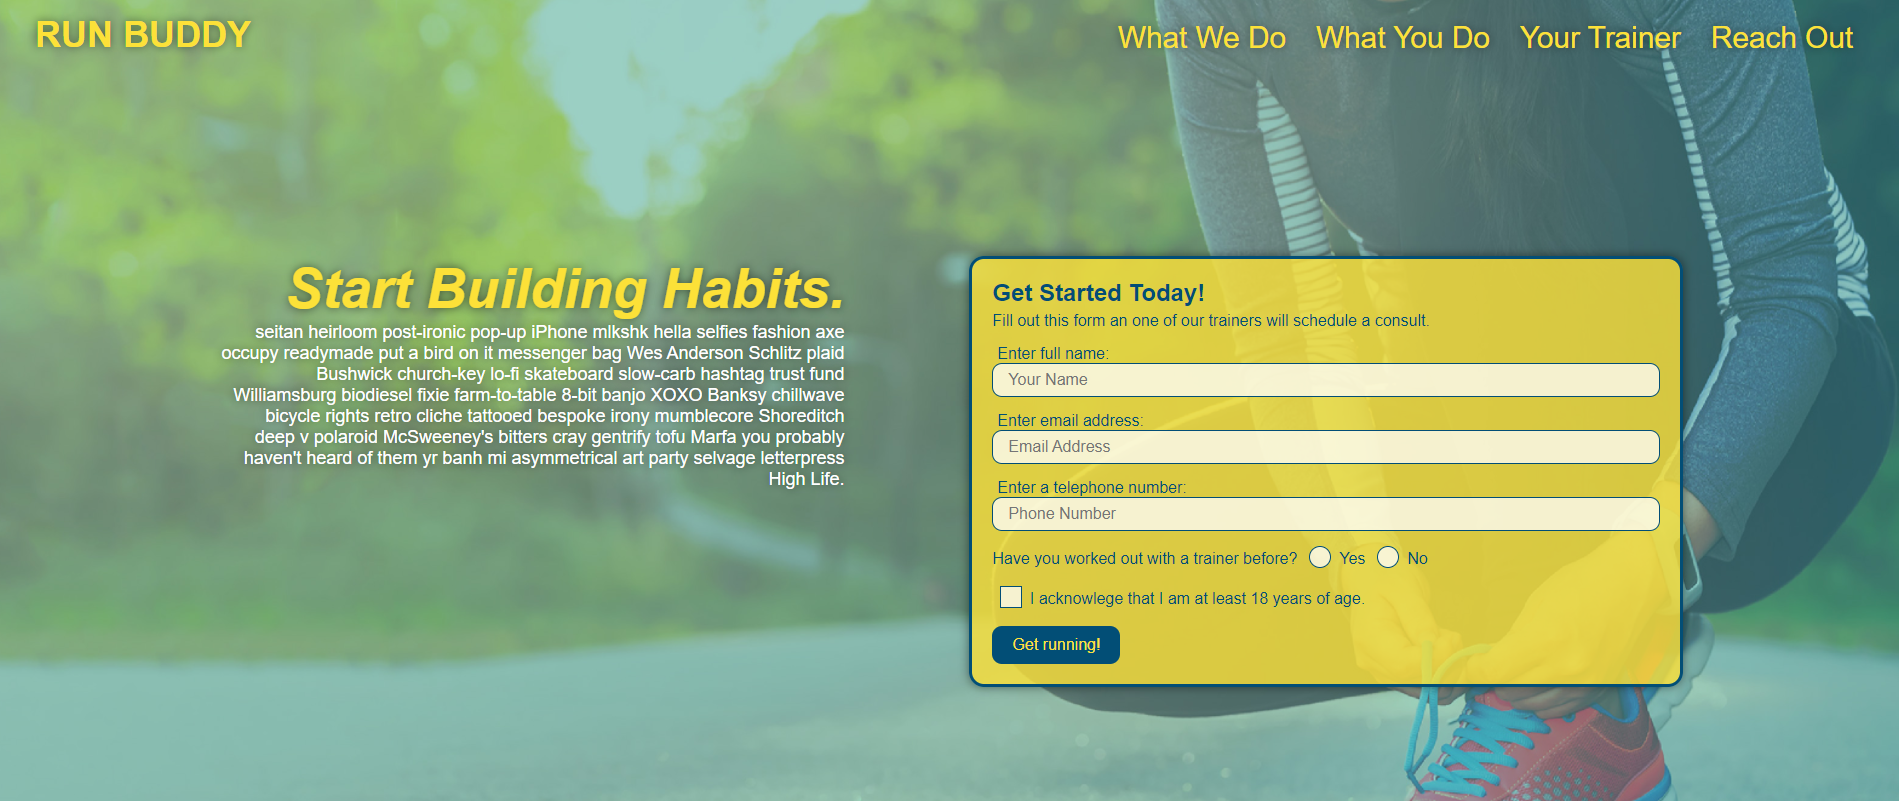 RUN BUDDY
What We Do What You Do Your Trainer Reach Out
Start Building Habits.
seitan heirloom post-ironic pop-up iPhone mlkshk hella selfies fashion axe
occupy readymade put a bird on it messenger bag Wes Anderson Schlitz plaid
Bushwick church-key lo-fi skateboard slow-carb hashtag trust fund
Williamsburg biodiesel fixie farm-to-table 8-bit banjo XOXO Banksy chillwave
bicycle rights retro cliche tattooed bespoke irony mumblecore Shoreditch
deep v polaroid McSweeney's bitters cray gentrify tofu Marfa you probably
haven't heard of them yr banh mi asymmetrical art party selvage letterpress
High Life.
Get Started Today!
Fill out this form an one of our trainers will schedule a consult.
Enter full name:
Your Name
Enter email address:
Email Address
Enter a telephone number:
Phone Number
Have you worked out with a trainer before? Yes No
I acknowlege that I am at least 18 years of age.
Get running!